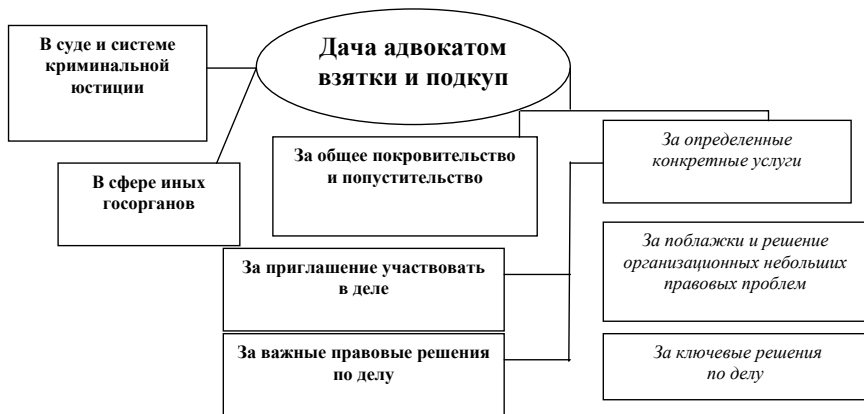 В суде и системе
криминальной
юстиции
Дача адвокатом
взятки и подкуп
За общее покровительство
и попустительство
За определенные
конкретные услуги
В сфере иных
госорганов
За поблажки и решение
организационных небольших
правовых проблем
За приглашение участвовать
в деле
За важные правовые решения
по делу
За ключевые решения
по делу